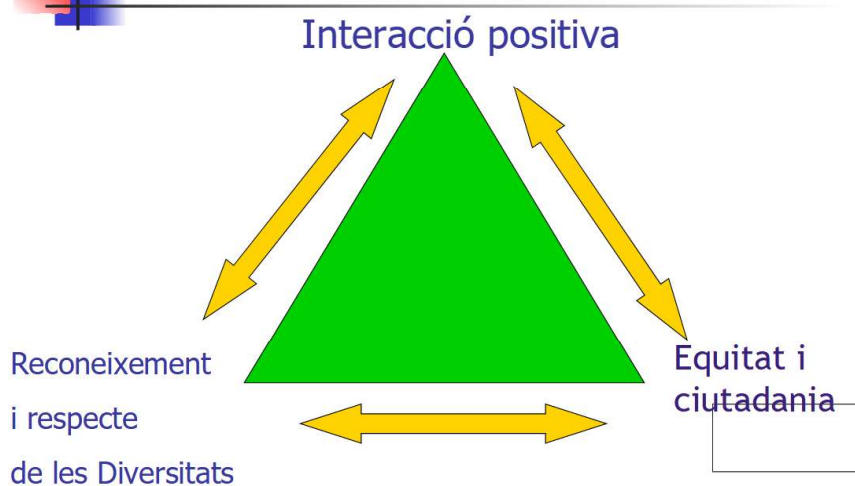 Interacció positiva
Reconeixement
i respecte
de les Diversitats
Equitat i
ciutadania